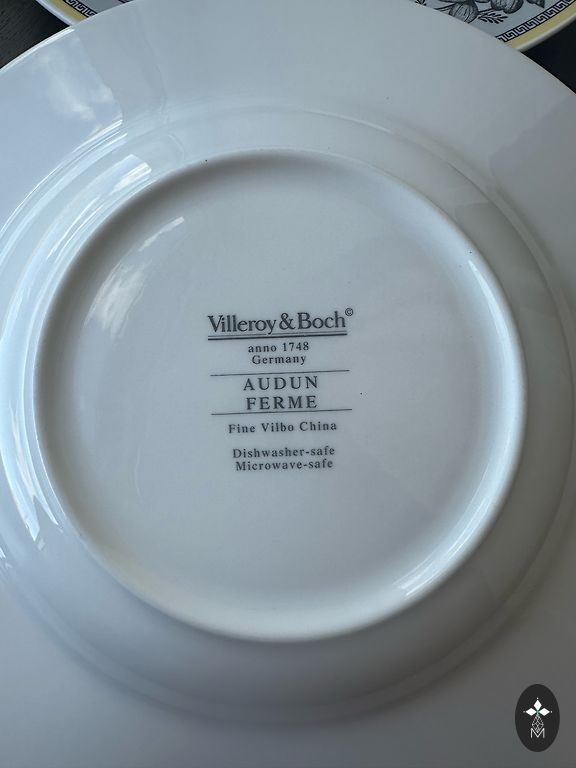 Villeroy & Boch©
anno 1748
Germany
AUDUN
FERME
Fine Vilbo China
Dishwasher-safe
Microwave-safe
M